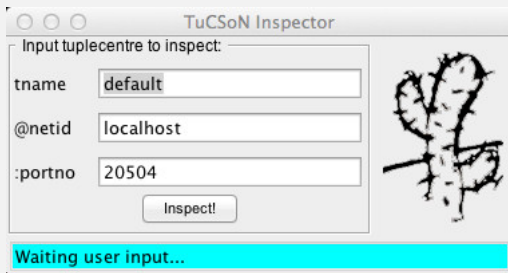 TuCSoN Inspector
Input tuplecentre to inspect:
tname default
@netid localhost
:portno 20504
Inspect!
Waiting user input...